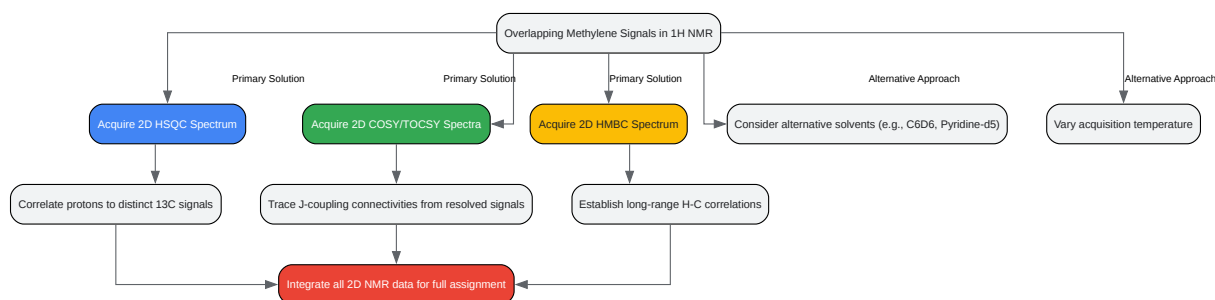 Overlapping Methylene Signals in 1H NMR
Primary Solution
Primary Solution
Primary Solution
Alternative Approach
Alternative Approach
Acquire 2D HSQC Spectrum
Acquire 2D COSY/TOCSY Spectra
Acquire 2D HMBC Spectrum
Consider alternative solvents (e.g., C6D6, Pyridine-d5)
Vary acquisition temperature
Correlate protons to distinct 13C signals
Trace J-coupling connectivities from resolved signals
Establish long-range H-C correlations
Integrate all 2D NMR data for full assignment